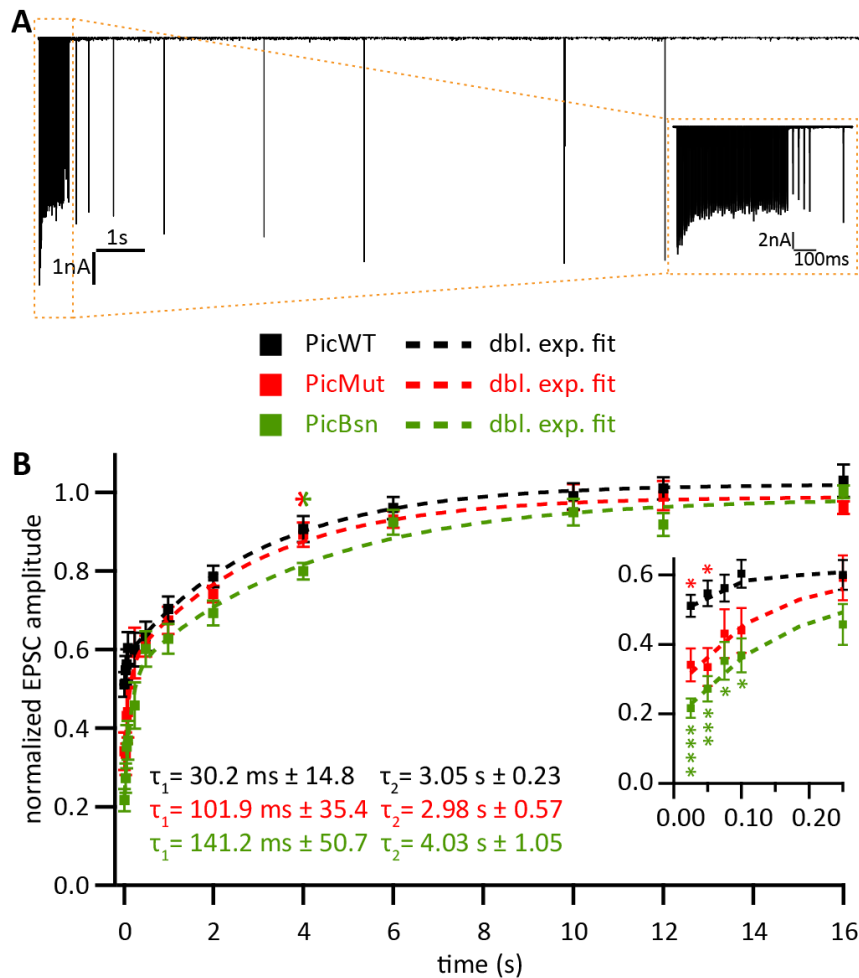 A
1s
1nA
2nA
100ms
PicWT dbl. exp. fit
PicMut dbl. exp. fit
PicBsn dbl. exp. fit
B
normalized EPSC amplitude
1.0
0.8
0.6
0.4
0.2
0.0
*
τ1= 30.2 ms ± 14.8 τ2= 3.05 s ± 0.23
τ1= 101.9 ms ± 35.4 τ2= 2.98 s ± 0.57
τ1= 141.2 ms ± 50.7 τ2= 4.03 s ± 1.05
0.6
0.4
0.2
0.0
* *
* *
****
***
0.00 0.10 0.20
0 2 4 6 8 10 12 14 16
time (s)